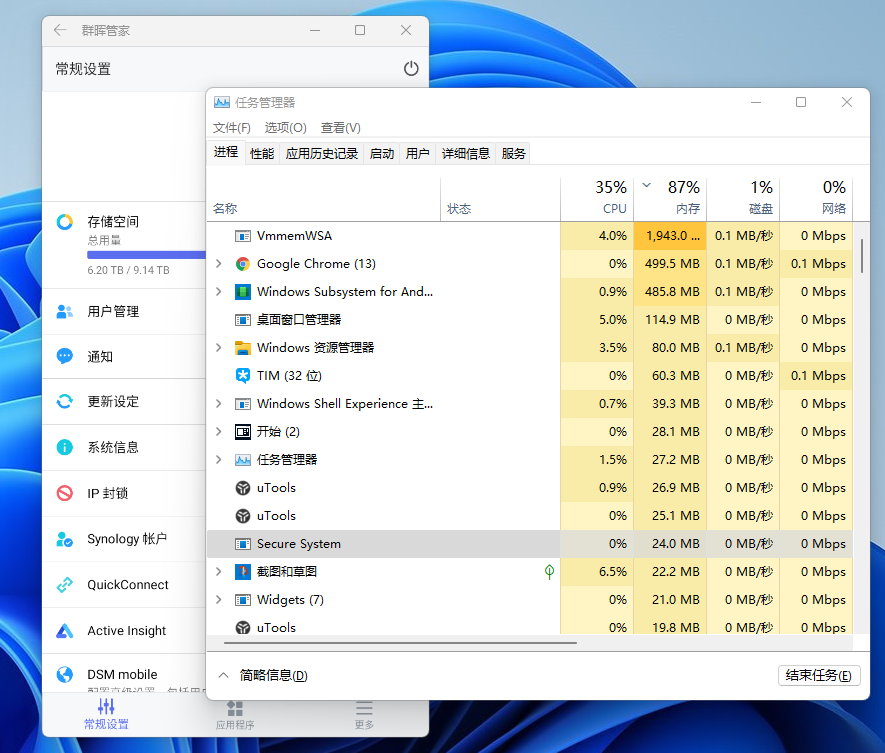 群晖管家
常规设置
存储空间
总用量
6.20 TB / 9.14 TB
用户管理
通知
更新设定
系统信息
IP 封锁
Synology 帐户
QuickConnect
Active Insight
DSM mobile
常规设置
应用程序
更多
任务管理器
文件(F) 选项(O) 查看(V)
进程 性能 应用历史记录 启动 用户 详细信息 服务
35% 87% 1% 0%
名称 状态 CPU 内存 磁盘 网络
VmmemWSA 4.0% 1,943.0 ... 0.1 MB/秒 0 Mbps
Google Chrome (13) 0% 499.5 MB 0.1 MB/秒 0.1 Mbps
Windows Subsystem for And... 0.9% 485.8 MB 0.1 MB/秒 0 Mbps
桌面窗口管理器 5.0% 114.9 MB 0 MB/秒 0 Mbps
Windows 资源管理器 3.5% 80.0 MB 0.1 MB/秒 0 Mbps
TIM (32 位) 0% 60.3 MB 0 MB/秒 0.1 Mbps
Windows Shell Experience 主... 0.7% 39.3 MB 0 MB/秒 0 Mbps
开始 (2) 0% 28.1 MB 0 MB/秒 0 Mbps
任务管理器 1.5% 27.2 MB 0 MB/秒 0 Mbps
uTools 0.9% 26.9 MB 0 MB/秒 0 Mbps
uTools 0% 25.1 MB 0 MB/秒 0 Mbps
Secure System 0% 24.0 MB 0 MB/秒 0 Mbps
截图和草图 6.5% 22.2 MB 0 MB/秒 0 Mbps
Widgets (7) 0% 21.0 MB 0 MB/秒 0 Mbps
uTools 0% 19.8 MB 0 MB/秒 0 Mbps
简略信息(D) 结束任务(E)